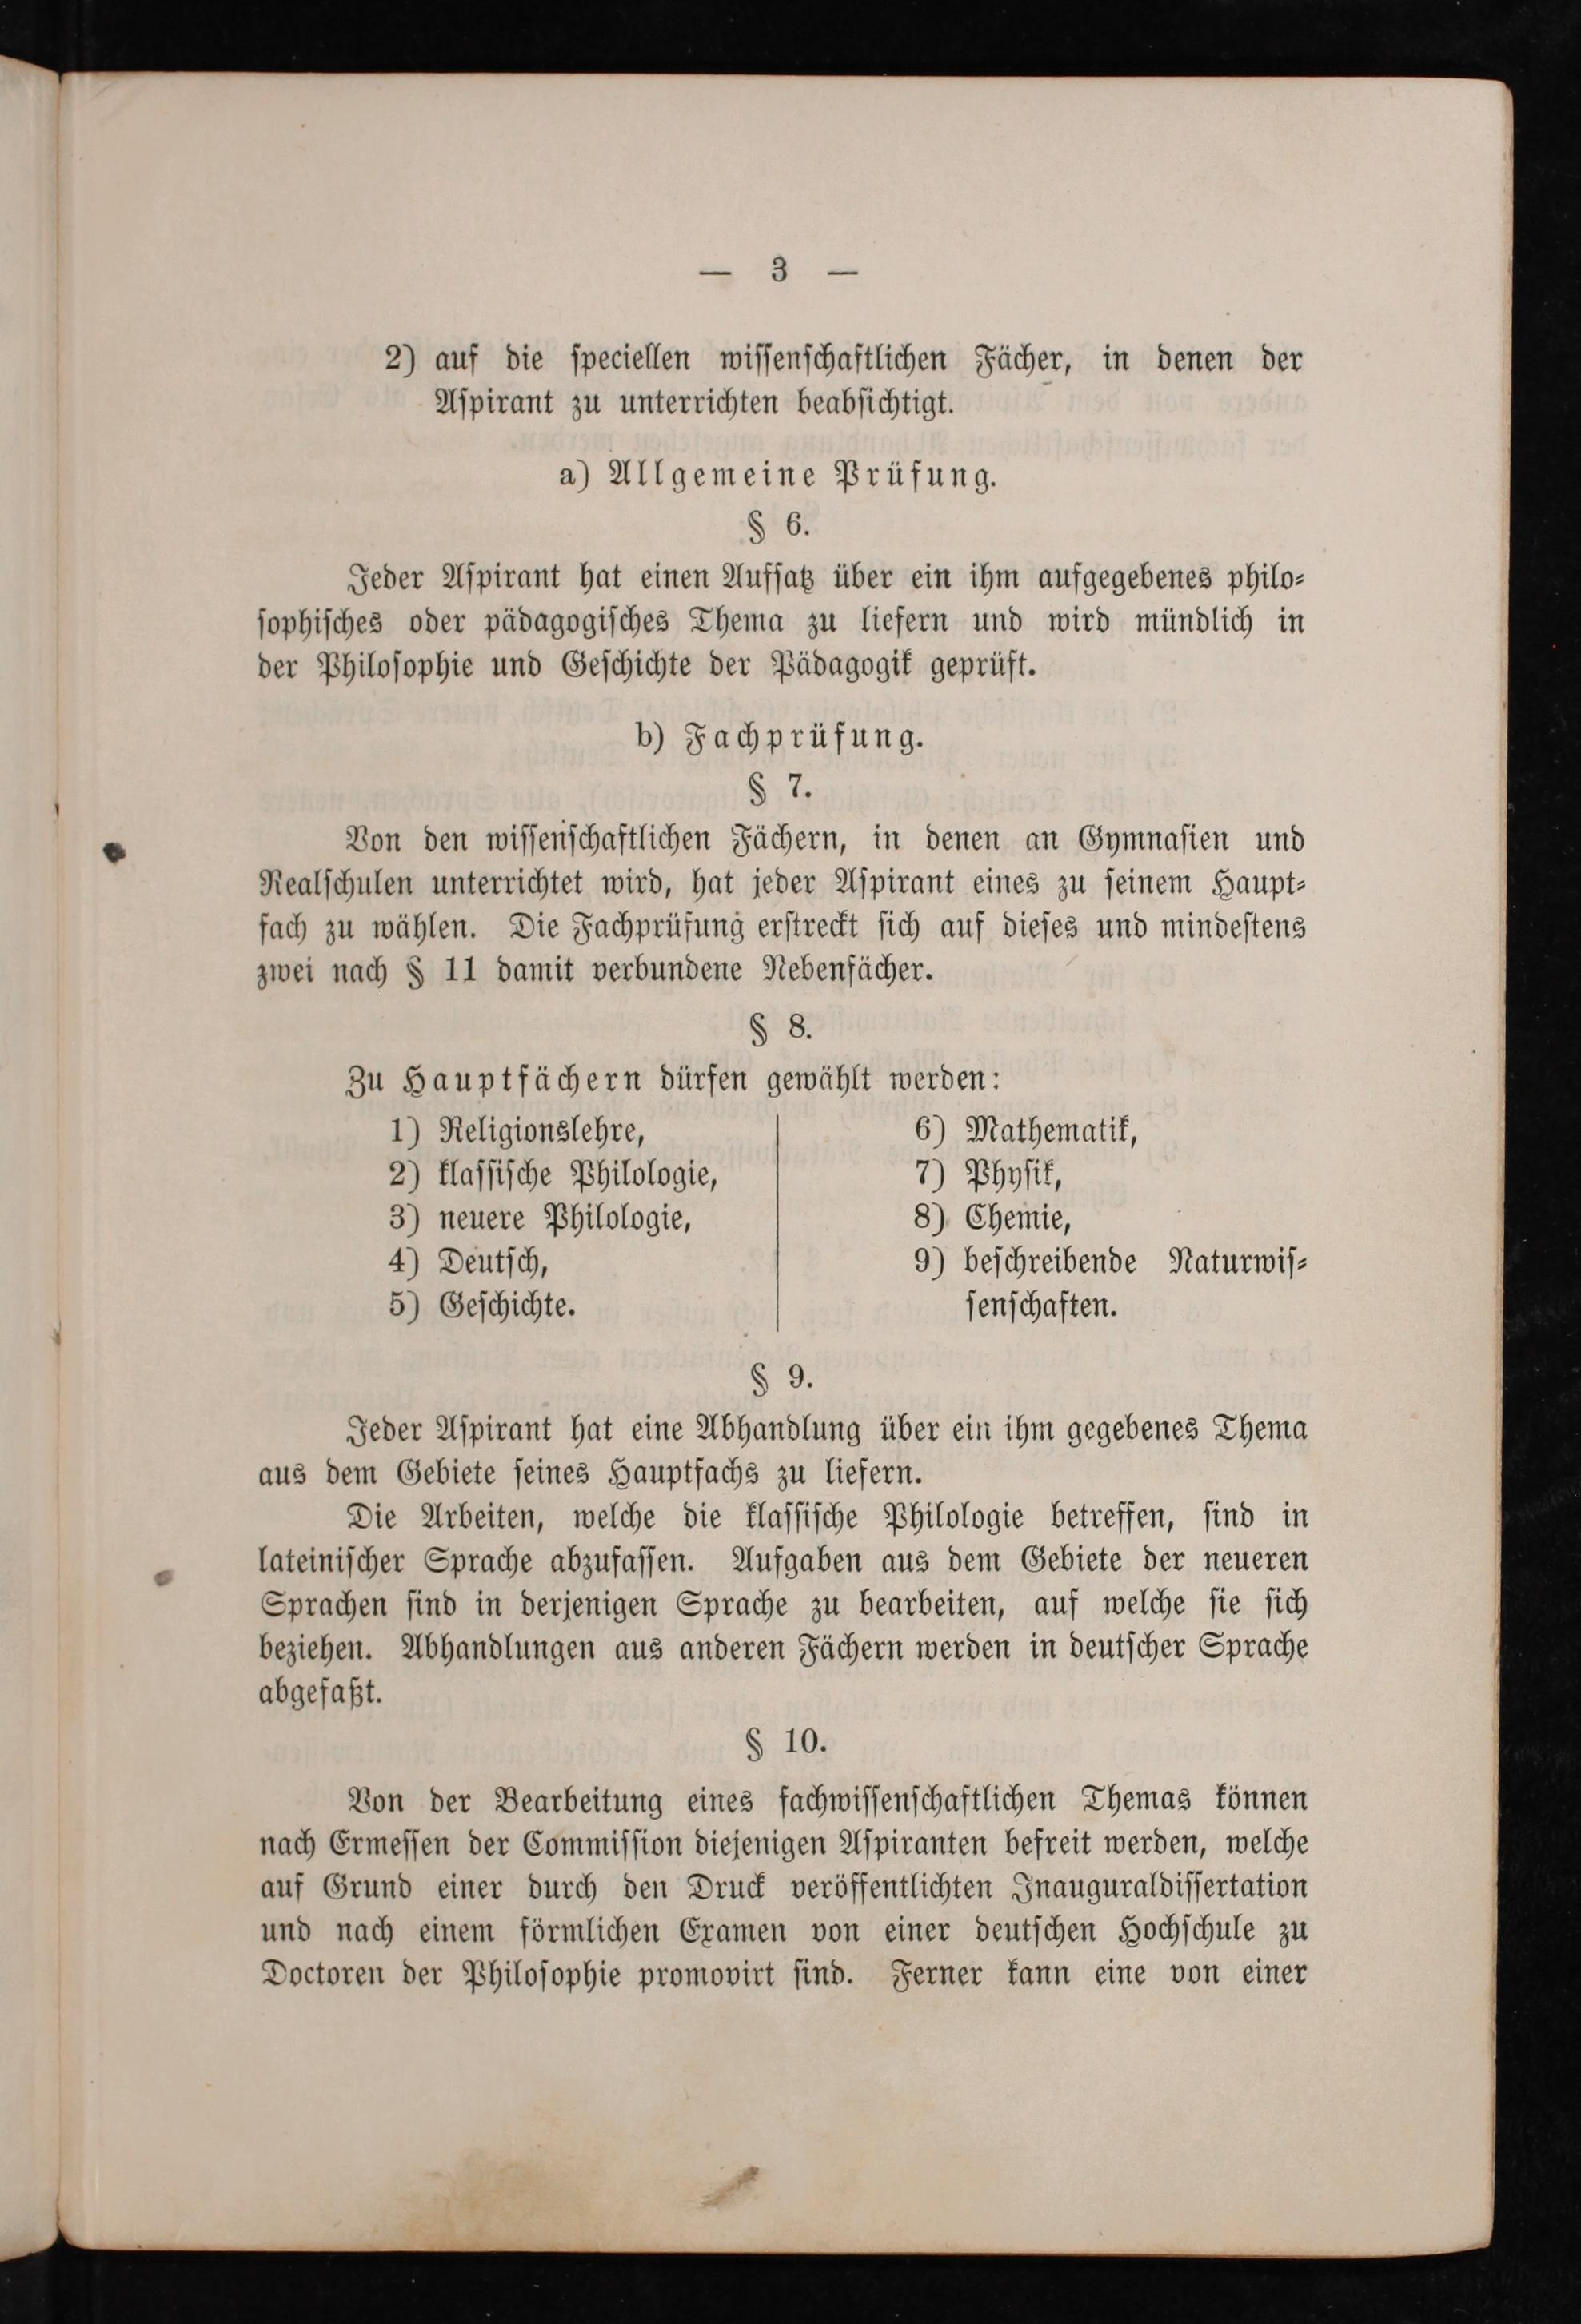 — 3 —
2) auf die ſpeciellen wiſſenſchaftlichen Fächer, in denen der
Aſpirant zu unterrichten beabſichtigt.
a) Allgemeine Prüfung.
§ 6.
Jeder Aſpirant hat einen Aufſatz über ein ihm aufgegebenes philo⸗
ſophiſches oder pädagogiſches Thema zu liefern und wird mündlich in
der Philoſophie und Geſchichte der Pädagogik geprüft.
b) Fachprüfung.
§ 7.
Von den wiſſenſchaftlichen Fächern, in denen an Gymnaſien und
Realſchulen unterrichtet wird, hat jeder Aſpirant eines zu ſeinem Haupt⸗
fach zu wählen. Die Fachprüfung erſtreckt ſich auf dieſes und mindeſtens
zwei nach § 11 damit verbundene Nebenfächer.
§ 8.
Zu Hauptfächern dürfen gewählt werden:
1) Religionslehre,
2) klaſſiſche Philologie,
3) neuere Philologie,
4) Deutſch,
5) Geſchichte.
6) Mathematik,
7) Phyſik,
8) Chemie,
9) beſchreibende Naturwiſ⸗
ſenſchaften.
§ 9.
Jeder Aſpirant hat eine Abhandlung über ein ihm gegebenes Thema
aus dem Gebiete ſeines Hauptfachs zu liefern.
Die Arbeiten, welche die klaſſiſche Philologie betreffen, ſind in
lateiniſcher Sprache abzufaſſen. Aufgaben aus dem Gebiete der neueren
Sprachen ſind in derjenigen Sprache zu bearbeiten, auf welche ſie ſich
beziehen. Abhandlungen aus anderen Fächern werden in deutſcher Sprache
abgefaßt.
§ 10.
Von der Bearbeitung eines fachwiſſenſchaftlichen Themas können
nach Ermeſſen der Commiſſion diejenigen Aſpiranten befreit werden, welche
auf Grund einer durch den Druck veröffentlichten Inauguraldiſſertation
und nach einem förmlichen Examen von einer deutſchen Hochſchule zu
Doctoren der Philoſophie promovirt ſind. Ferner kann eine von einer